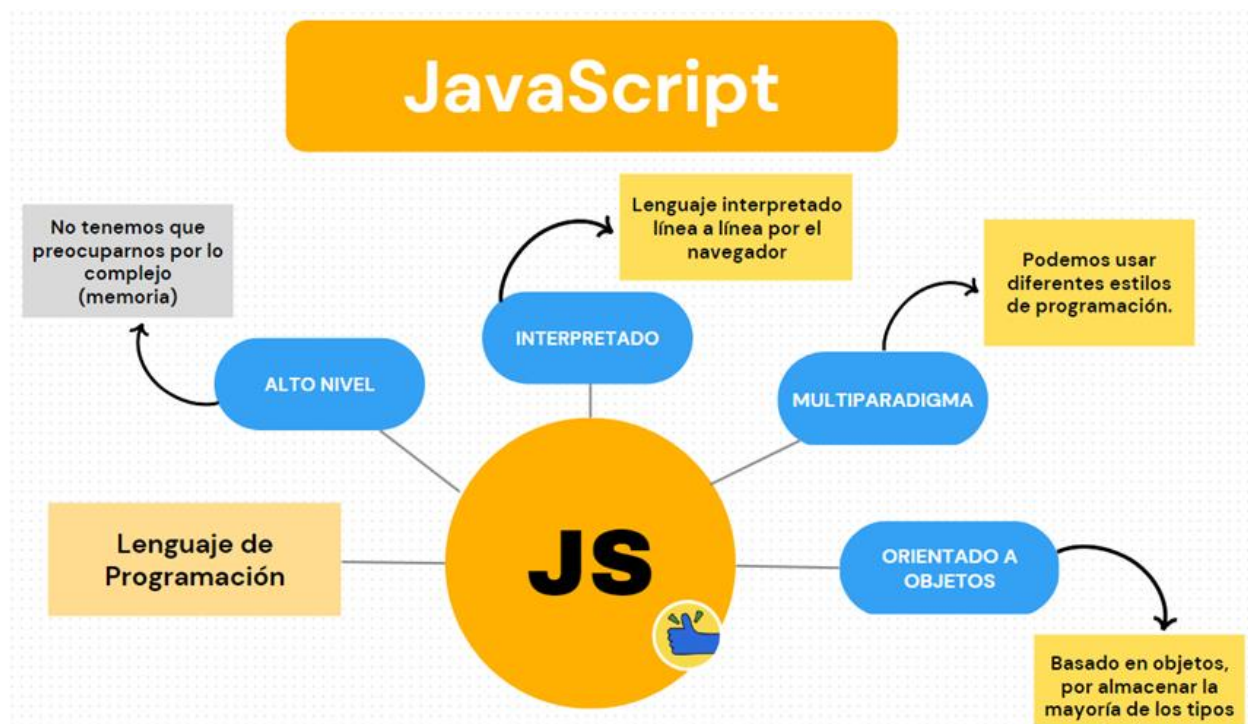 JavaScript
No tenemos que
preocuparnos por lo
complejo
(memoria)
ALTO NIVEL
Lenguaje interpretado
línea a línea por el
navegador
INTERPRETADO
Podemos usar
diferentes estilos
de programación.
MULTIPARADIGMA
Lenguaje de
Programación
JS
ORIENTADO A
OBJETOS
Basado en objetos,
por almacenar la
mayoría de los tipos